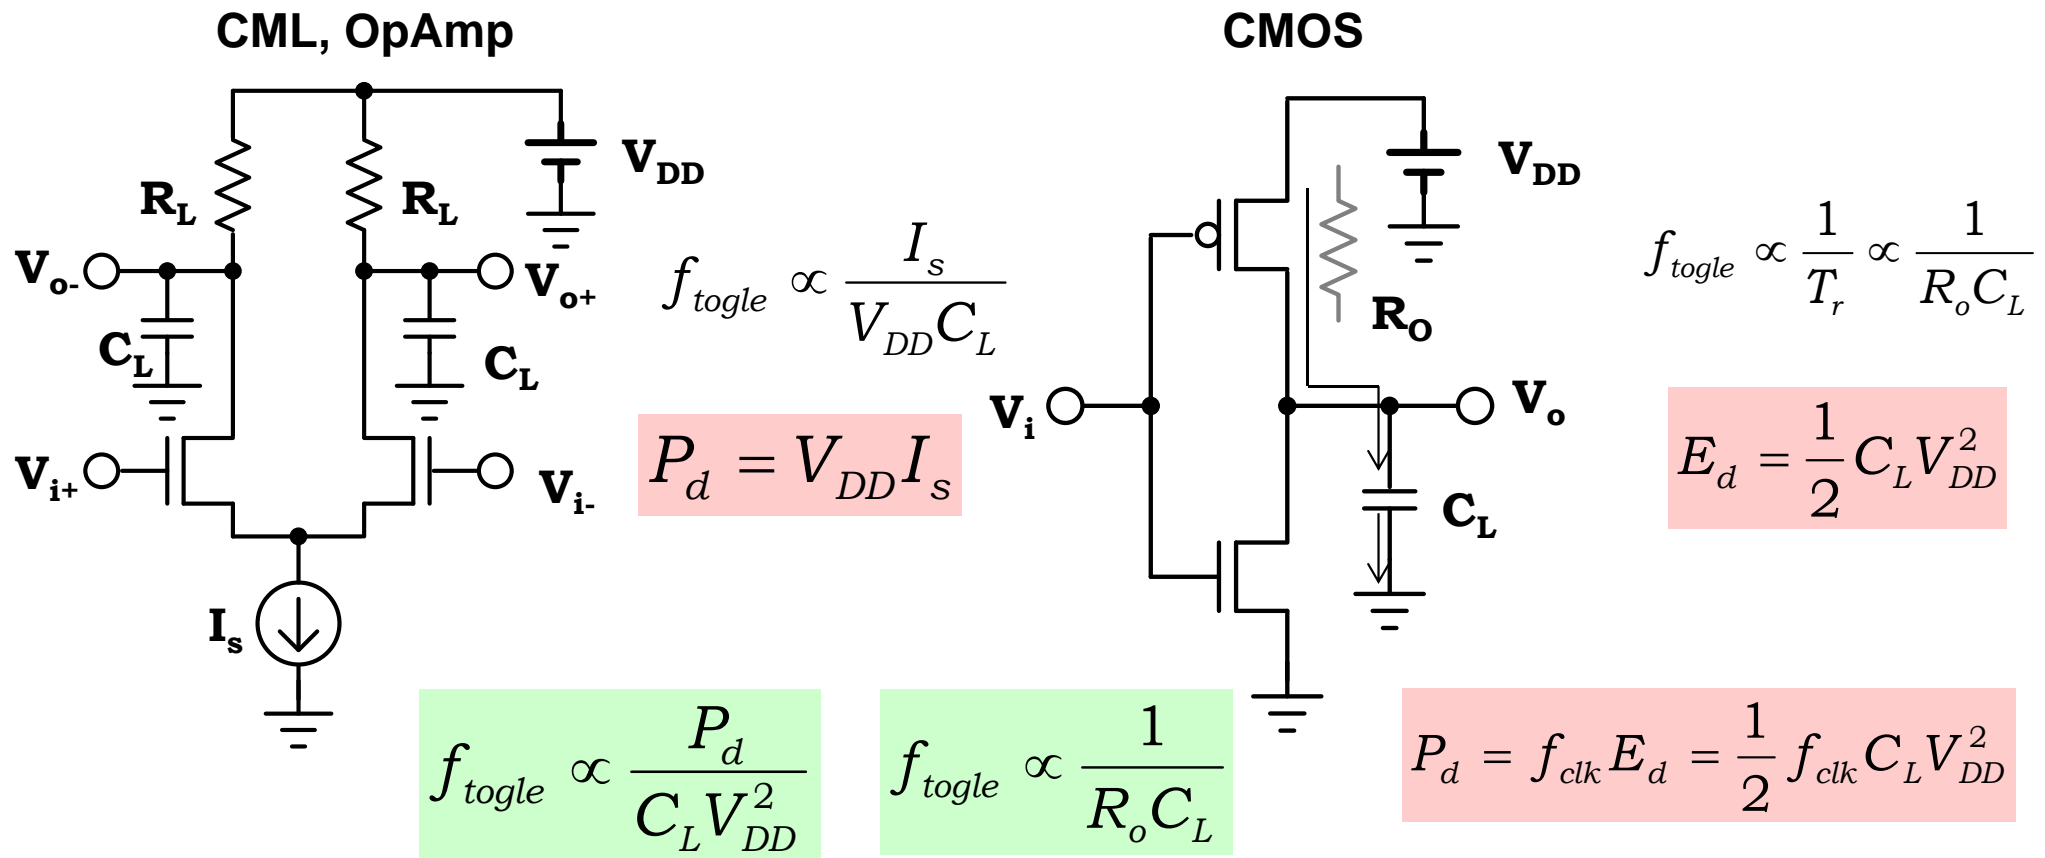 CML, OpAmp
V_DD
R_L
R_L
V_o-
V_o+
C_L
C_L
V_i+
V_i-
I_s
f_togle ∝ I_s / (V_DD C_L)
P_d = V_DD I_s
f_togle ∝ P_d / (C_L V_DD^2)
CMOS
V_DD
R_O
V_i
V_o
C_L
f_togle ∝ 1 / T_r ∝ 1 / (R_o C_L)
E_d = 1/2 C_L V_DD^2
f_togle ∝ 1 / (R_o C_L)
P_d = f_clk E_d = 1/2 f_clk C_L V_DD^2